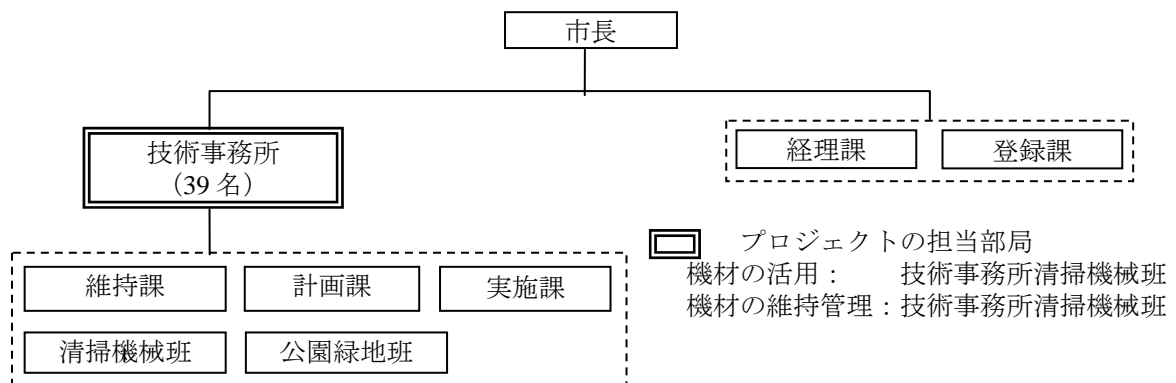 市長
技術事務所
(39 名)
経理課
登録課
プロジェクトの担当部局
機材の活用： 技術事務所清掃機械班
機材の維持管理：技術事務所清掃機械班
維持課
計画課
実施課
清掃機械班
公園緑地班